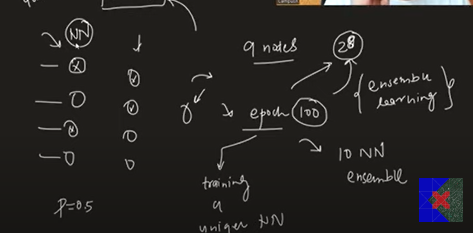 NN
9 nodes
28
{ ensemble learning }
epoch 100
10 NN
ensemble
training
a
unique NN
P=0.5